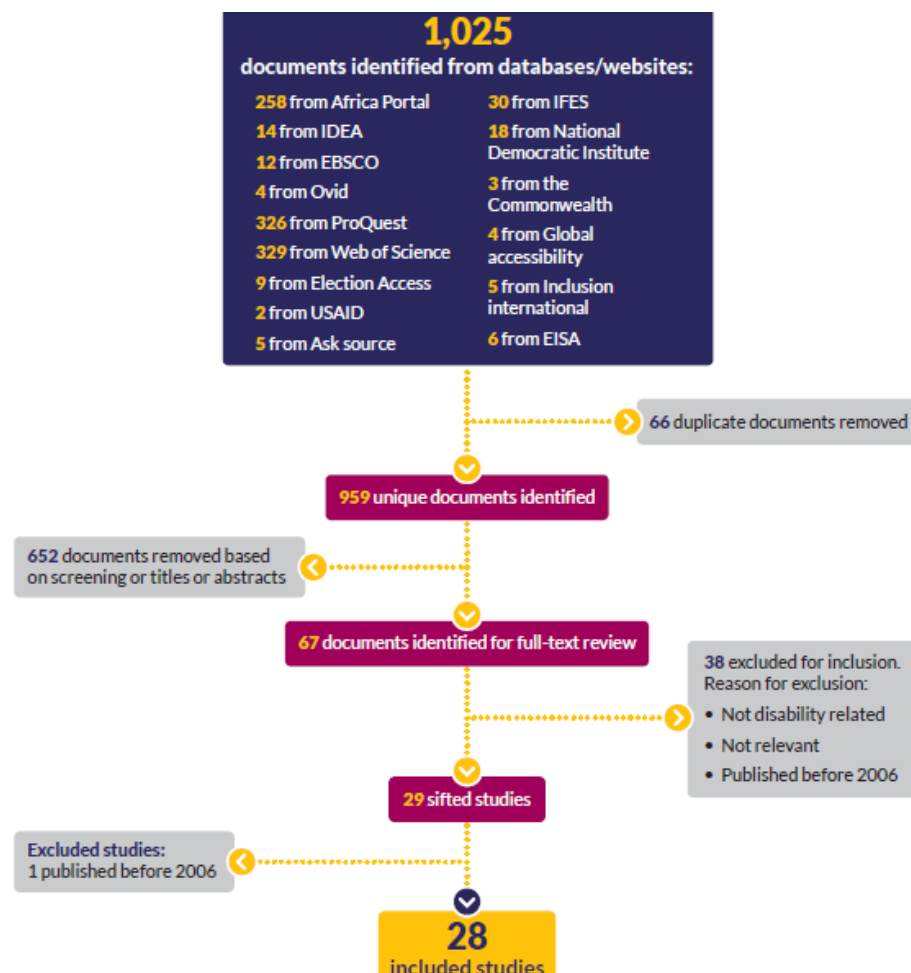 1,025
documents identified from databases/websites:
258 from Africa Portal
14 from IDEA
12 from EBSCO
4 from Ovid
326 from ProQuest
329 from Web of Science
9 from Election Access
2 from USAID
5 from Ask source
30 from IFES
18 from National
Democratic Institute
3 from the
Commonwealth
4 from Global
accessibility
5 from Inclusion
international
6 from EISA
66 duplicate documents removed
959 unique documents identified
652 documents removed based
on screening or titles or abstracts
67 documents identified for full-text review
38 excluded for inclusion.
Reason for exclusion:
• Not disability related
• Not relevant
• Published before 2006
29 sifted studies
Excluded studies:
1 published before 2006
28
included studies